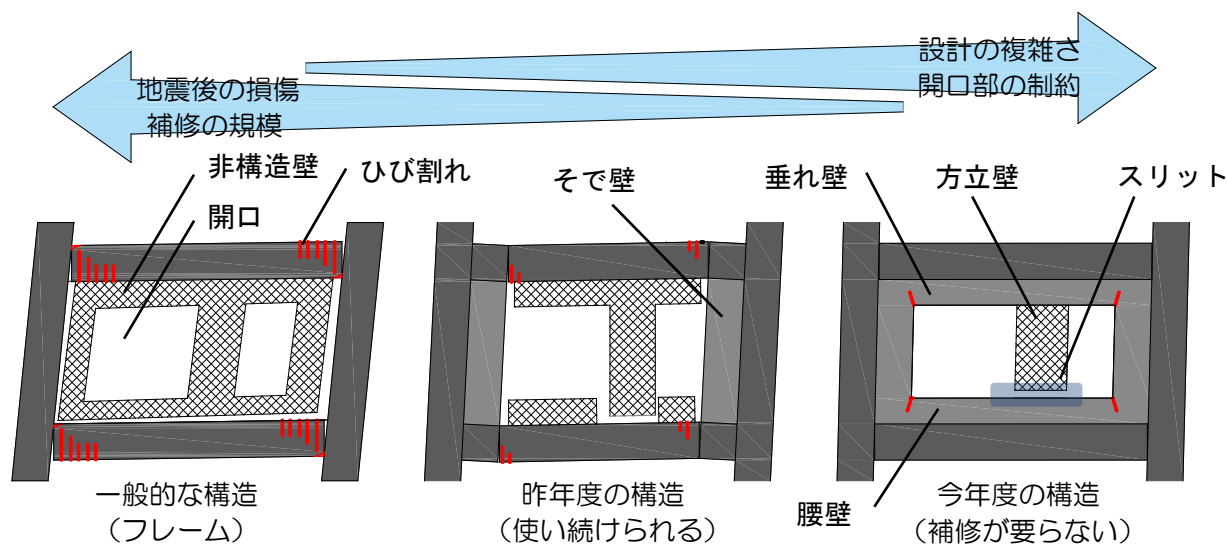 設計の複雑さ
開口部の制約
地震後の損傷
補修の規模
非構造壁
ひび割れ
そで壁
垂れ壁
方立壁
スリット
開口
一般的な構造
（フレーム）
昨年度の構造
（使い続けられる）
腰壁
今年度の構造
（補修が要らない）